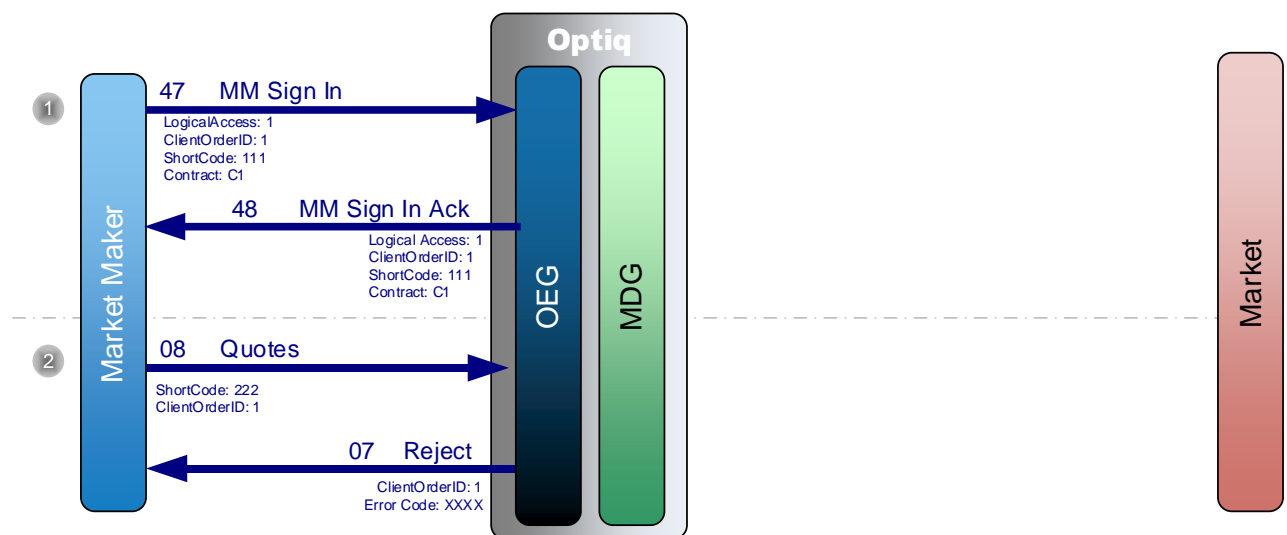 Optiq
1
47 MM Sign In
LogicalAccess: 1
ClientOrderID: 1
ShortCode: 111
Contract: C1
48 MM Sign In Ack
Logical Access: 1
ClientOrderID: 1
ShortCode: 111
Contract: C1
Market Maker
OEG
MDG
Market
2
08 Quotes
ShortCode: 222
ClientOrderID: 1
07 Reject
ClientOrderID: 1
Error Code: XXXX